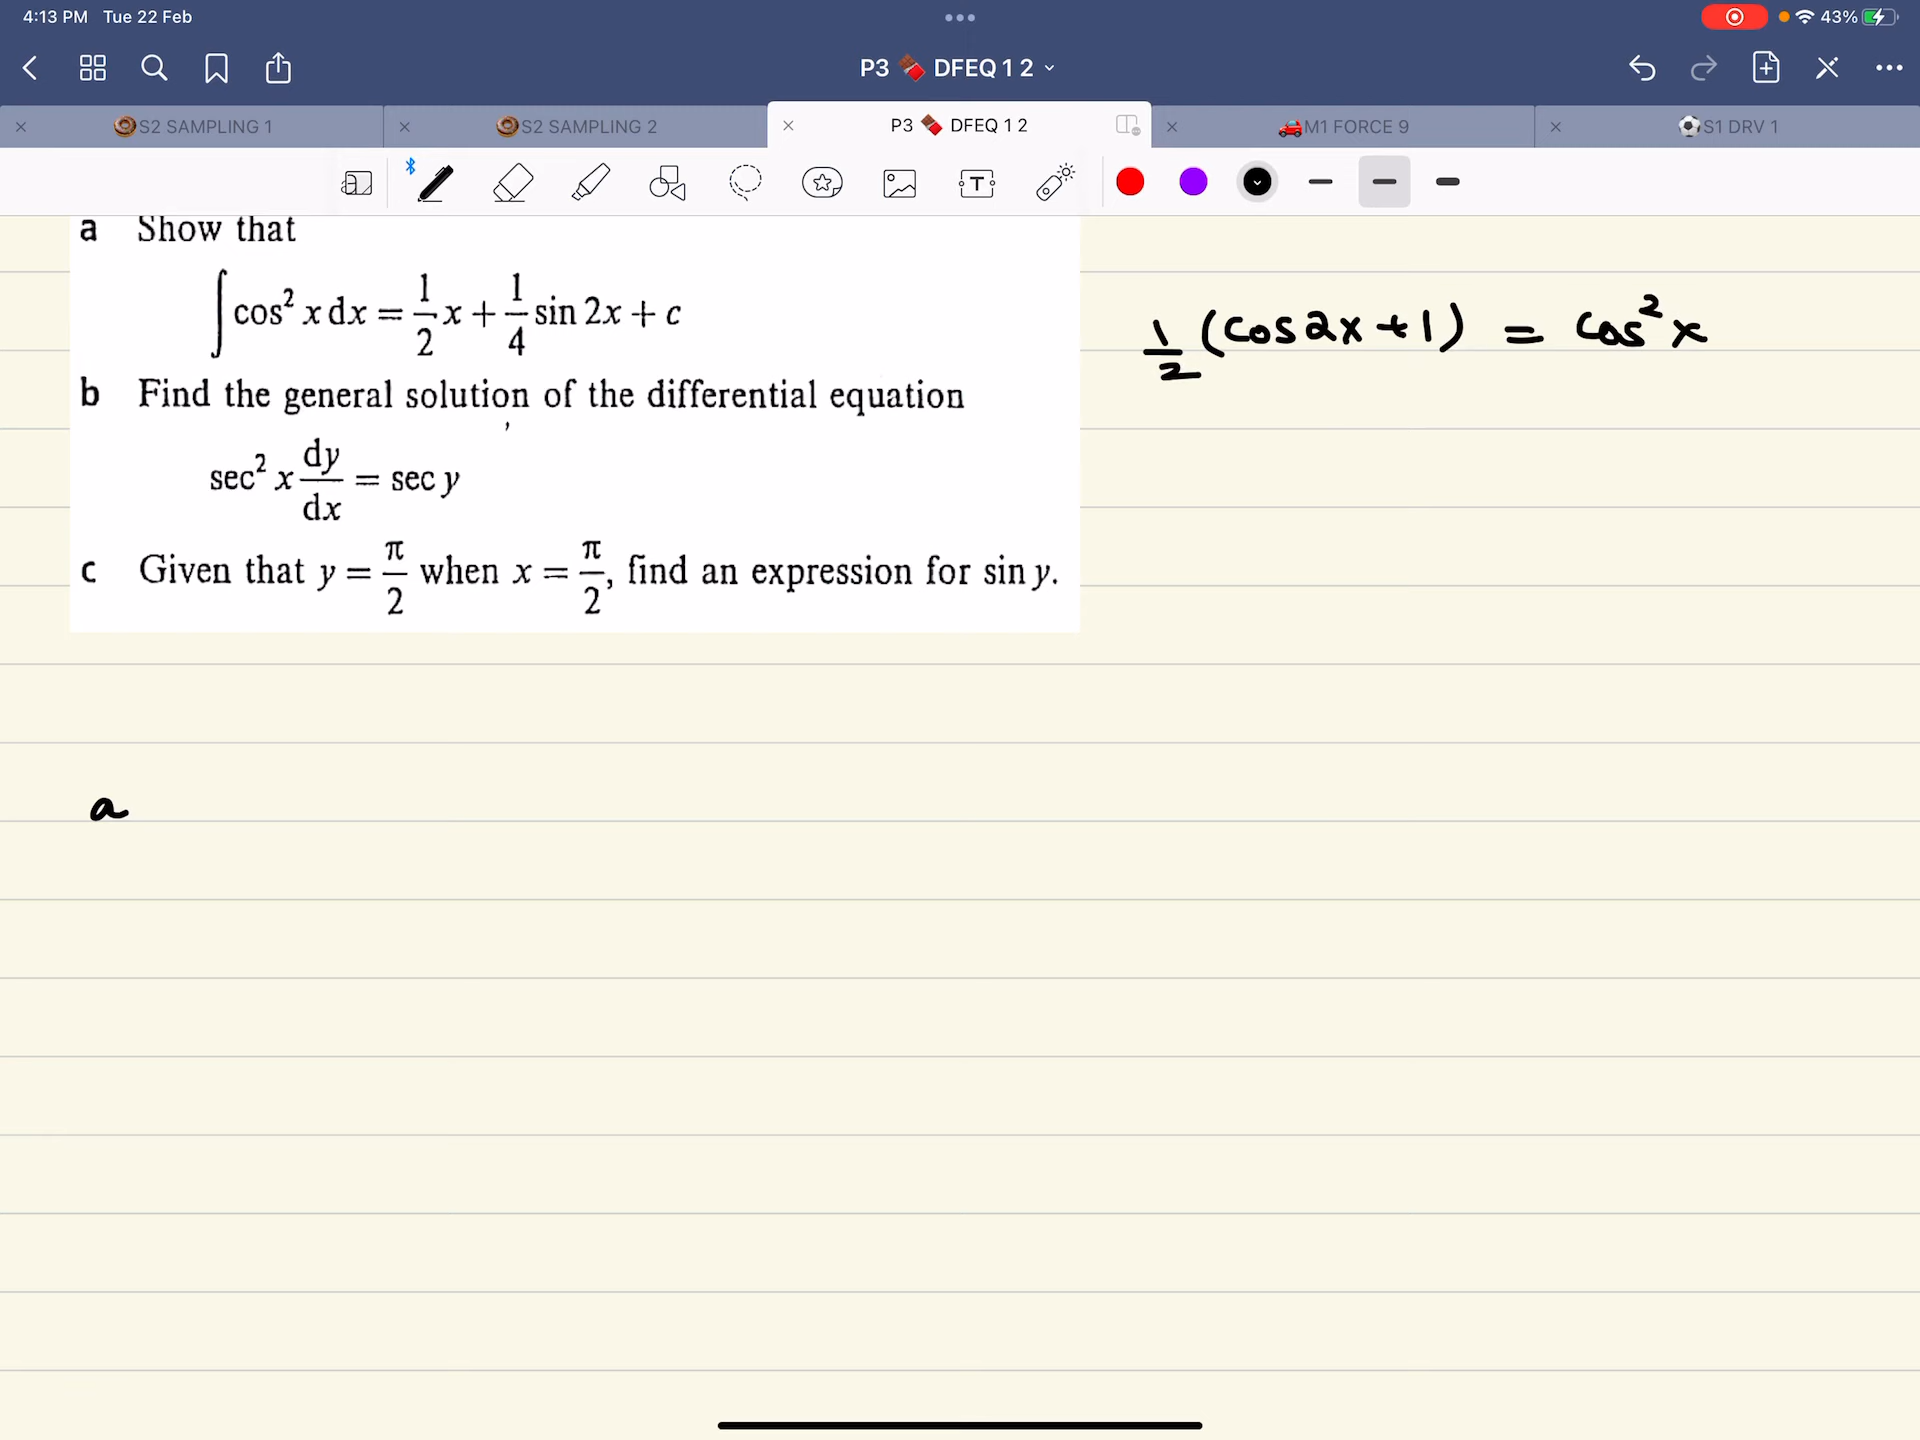 4:13 PM Tue 22 Feb
43%
P3 🍫 DFEQ 1 2
S2 SAMPLING 1
S2 SAMPLING 2
P3 🍫 DFEQ 1 2
M1 FORCE 9
S1 DRV 1
a Show that
∫cos² x dx = 1/2 x + 1/4 sin 2x + c
b Find the general solution of the differential equation
sec² x dy/dx = sec y
c Given that y = π/2 when x = π/2, find an expression for sin y.
1/2 (cos2x + 1) = cos²x
a